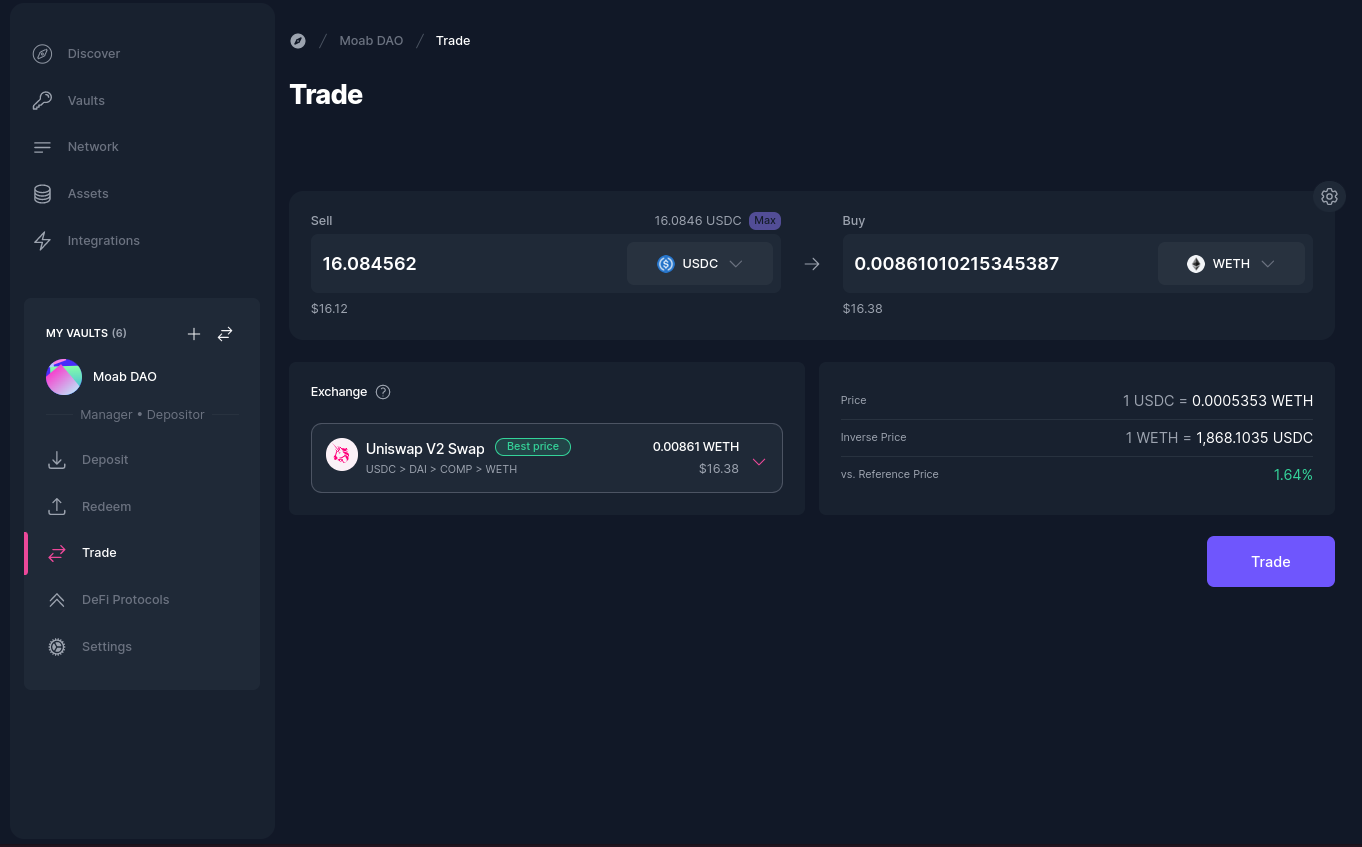 Discover
Vaults
Network
Assets
Integrations
MY VAULTS (6)
Moab DAO
Manager • Depositor
Deposit
Redeem
Trade
DeFi Protocols
Settings
/ Moab DAO / Trade
Trade
Sell 16.0846 USDC Max
16.084562 USDC
$16.12
Buy
0.00861010215345387 WETH
$16.38
Exchange ?
Uniswap V2 Swap Best price 0.00861 WETH
USDC > DAI > COMP > WETH $16.38
Price 1 USDC = 0.0005353 WETH
Inverse Price 1 WETH = 1,868.1035 USDC
vs. Reference Price 1.64%
Trade